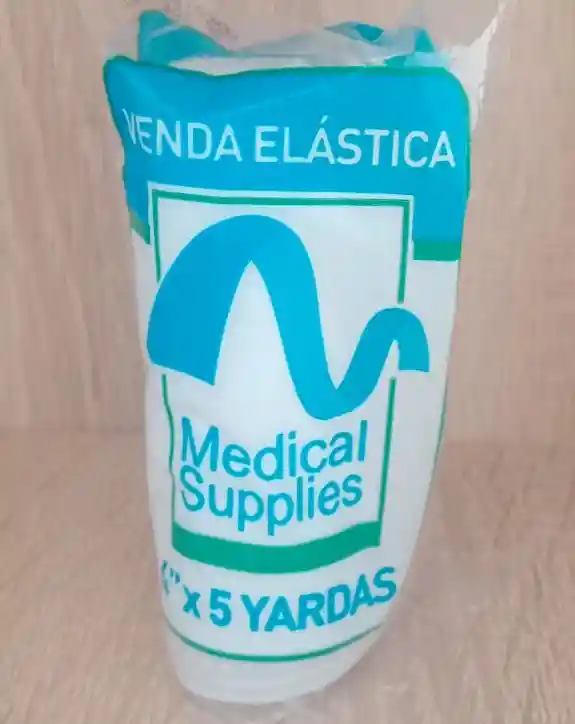 VENDA ELÁSTICA
Medical
Supplies
x 5 YARDAS